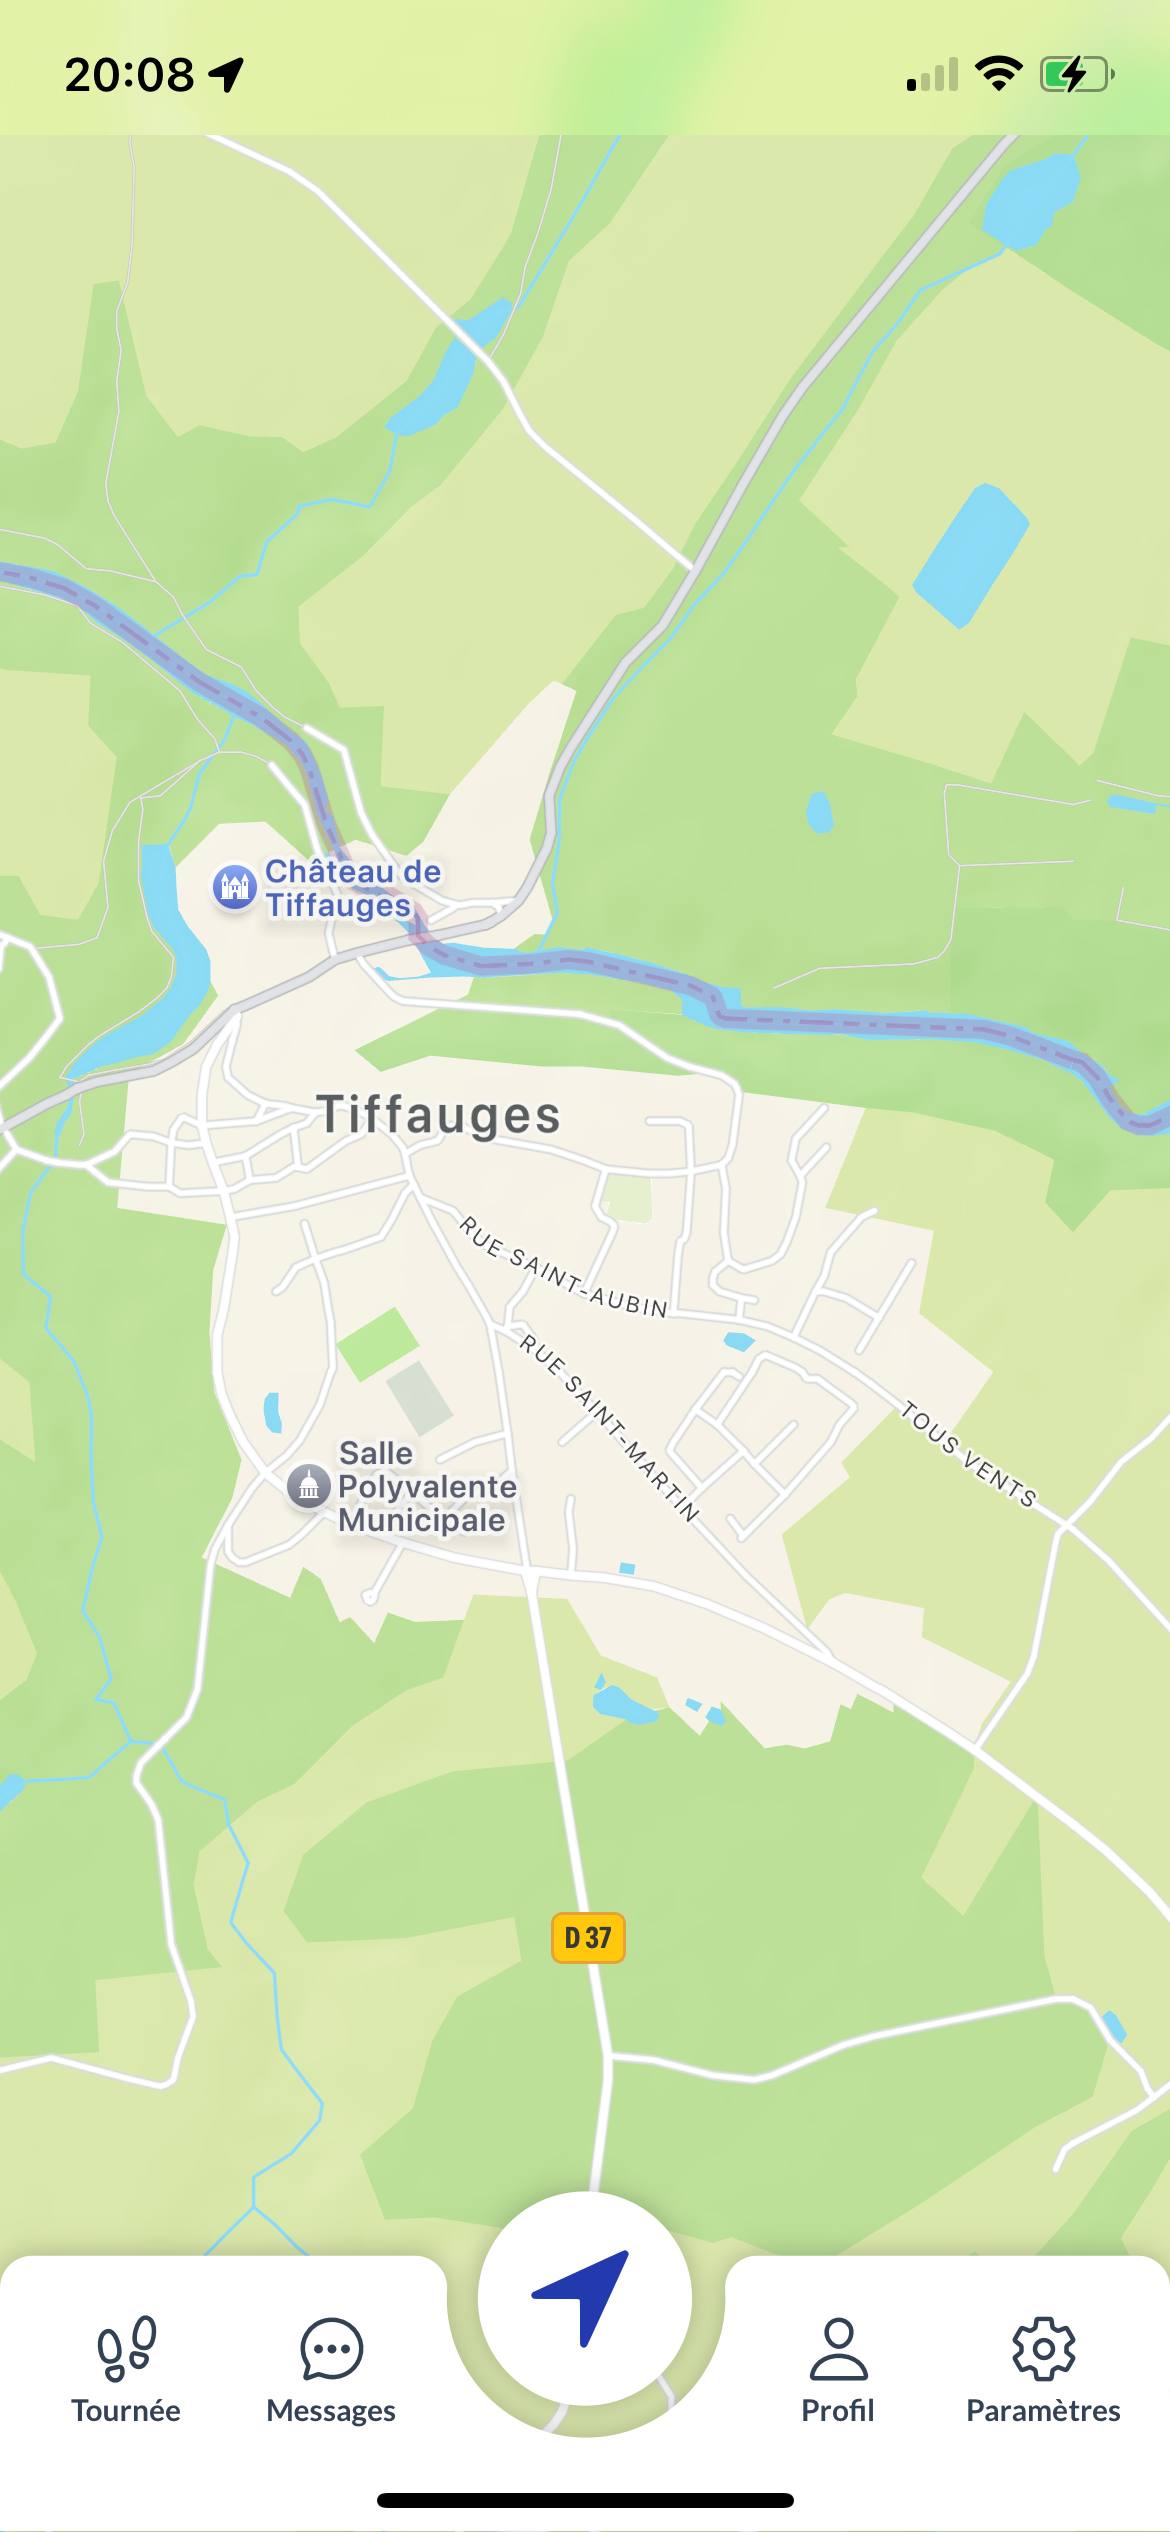 20:08
Château de
Tiffauges
Tiffauges
RUE SAINT-AUBIN
RUE SAINT-MARTIN
TOUS VENTS
Salle
Polyvalente
Municipale
D 37
Tournée
Messages
Profil
Paramètres